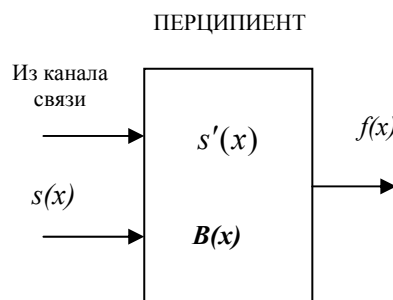 ПЕРЦИПИЕНТ
Из канала
связи
s′(x)
f(x)
s(x)
B(x)